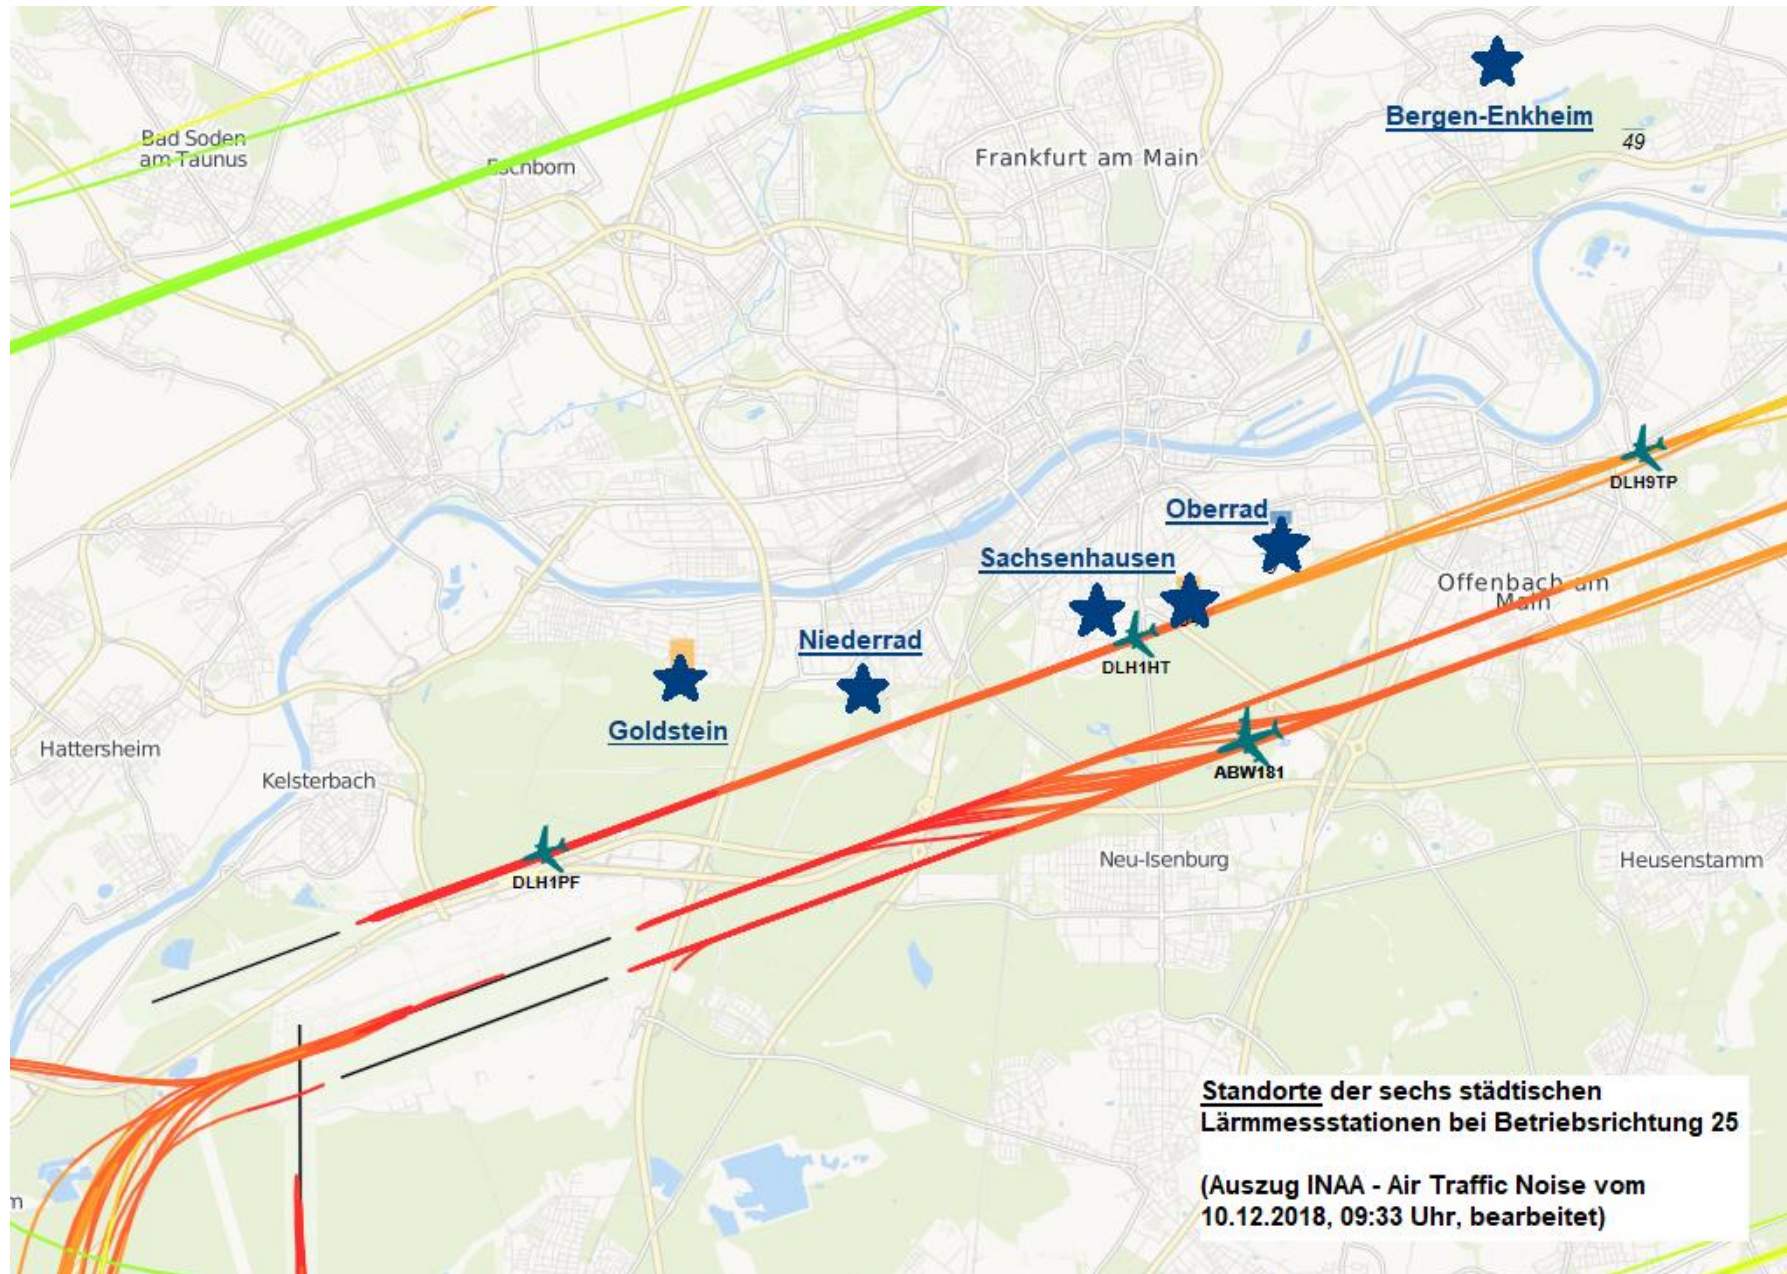 Bergen-Enkheim
49
Bad Soden
am Taunus
Eschborn
Frankfurt am Main
DLH9TP
Oberrad
Sachsenhausen
Offenbach am
Main
Niederrad
DLH1HT
Goldstein
Hattersheim
Kelsterbach
ABW181
Neu-Isenburg
Heusenstamm
DLH1PF
Standorte der sechs städtischen
Lärmmessstationen bei Betriebsrichtung 25
(Auszug INAA - Air Traffic Noise vom
10.12.2018, 09:33 Uhr, bearbeitet)
m